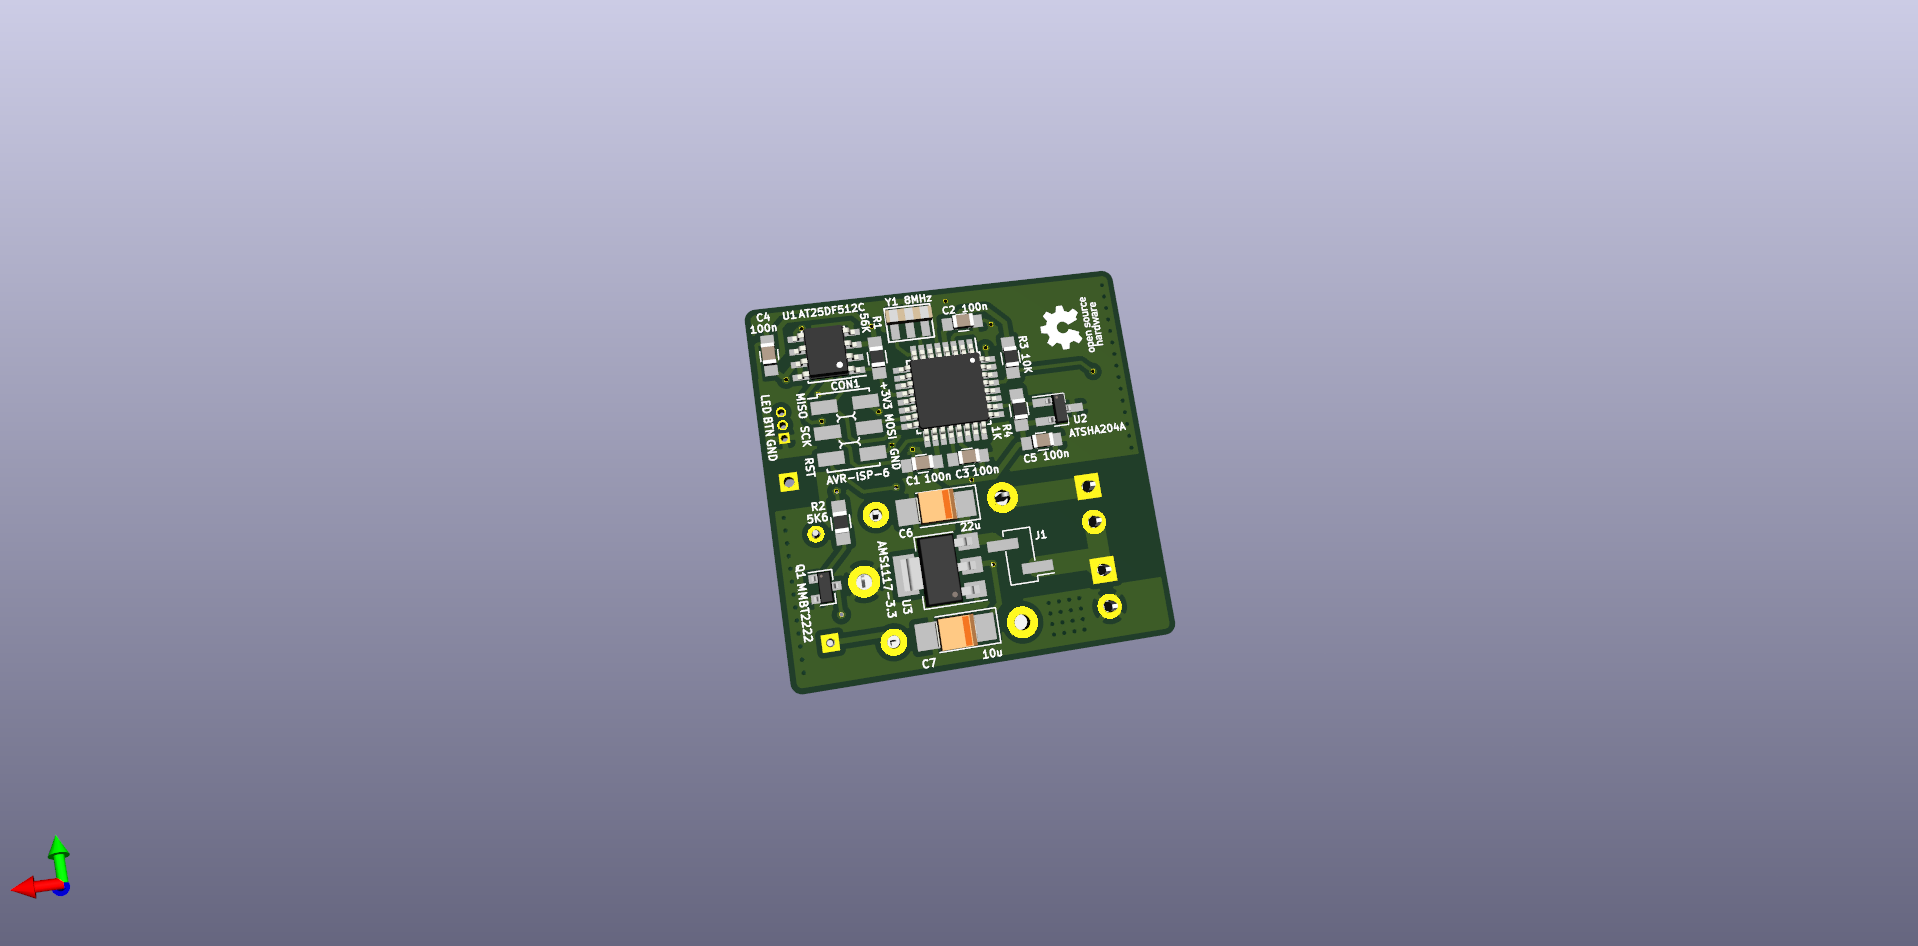 Y1 8MHz
C2 100n
U1 AT25DF512C
C4
100n
R1
56K
open source
hardware
R3 10K
CON1
+3V3 MOSI GND
MISO SCK RST
LED BTN GND
R4
1K
U2
ATSHA204A
C5 100n
AVR-ISP-6
C1 100n
C3 100n
R2
5K6
C6
22u
J1
AMS1117-3.3
U3
Q1 MMBT2222
C7
10u